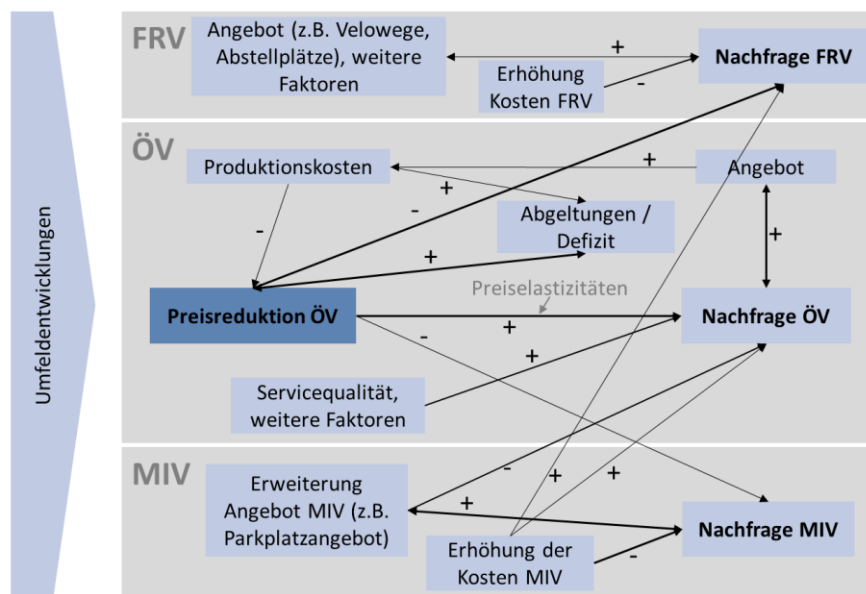 Umfeldentwicklungen
FRV
Angebot (z.B. Velowege,
Abstellplätze), weitere
Faktoren
+
Nachfrage FRV
Erhöhung
Kosten FRV
-
ÖV
Produktionskosten
+
Angebot
+
-
Abgeltungen /
Defizit
-
+
+
Preiselastizitäten
Preisreduktion ÖV
+
-
Nachfrage ÖV
+
Servicequalität,
weitere Faktoren
MIV
-
+
+
Erweiterung
Angebot MIV (z.B.
Parkplatzangebot)
+
Nachfrage MIV
Erhöhung der
Kosten MIV
-